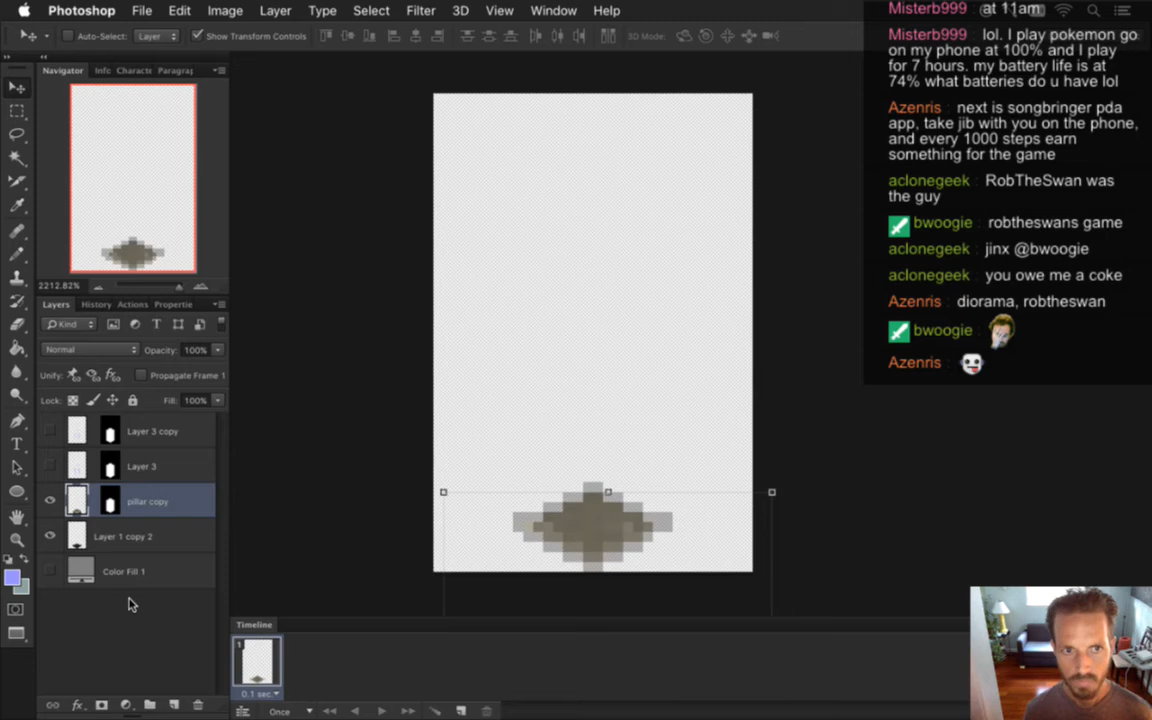 Photoshop File Edit Image Layer Type Select Filter 3D View Window Help
Auto-Select: Layer Show Transform Controls 3D Mode:
Navigator Info Characte Paragraph
2212.82%
Layers History Actions Propertie
Kind
Normal Opacity: 100%
Unify: Propagate Frame 1
Lock: Fill: 100%
Layer 3 copy
Layer 3
pillar copy
Layer 1 copy 2
Color Fill 1
Timeline
1
0.1 sec.
Once
Misterb999 : at 11am
Misterb999 : lol. I play pokemon go
on my phone at 100% and I play
for 7 hours. my battery life is at
74% what batteries do u have lol
Azenris : next is songbringer pda
app, take jib with you on the phone,
and every 1000 steps earn
something for the game
aclonegeek : RobTheSwan was
the guy
bwoogie : robtheswans game
aclonegeek : jinx @bwoogie
aclonegeek : you owe me a coke
Azenris : diorama, robtheswan
bwoogie :
Azenris :